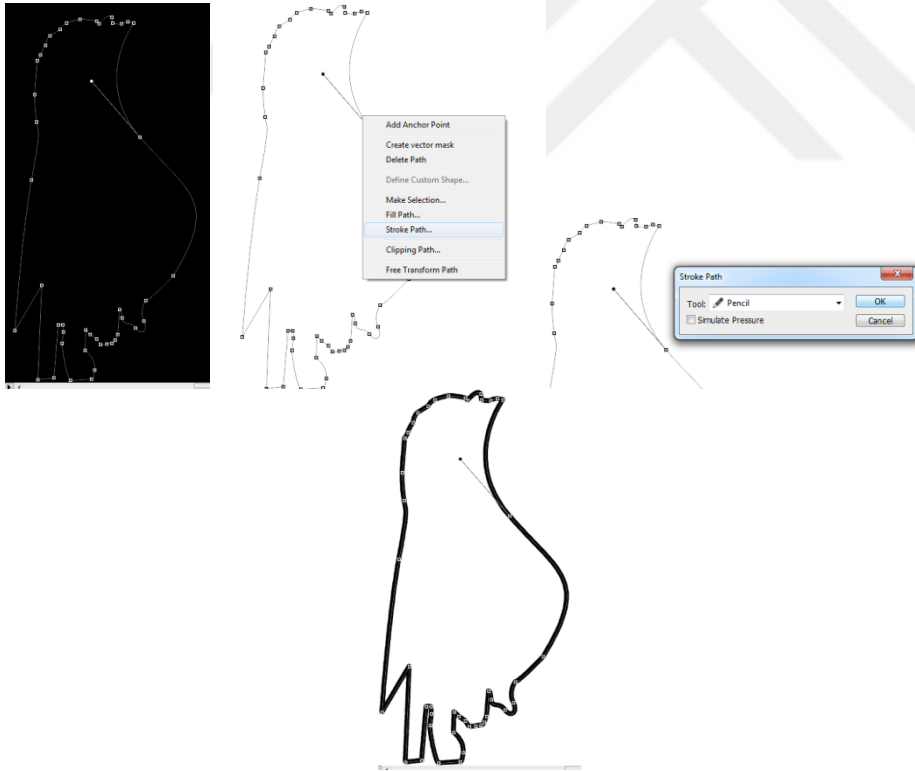 Add Anchor Point
Create vector mask
Delete Path
Define Custom Shape...
Make Selection...
Fill Path...
Stroke Path...
Clipping Path...
Free Transform Path
Stroke Path
Tool: Pencil
OK
Simulate Pressure
Cancel